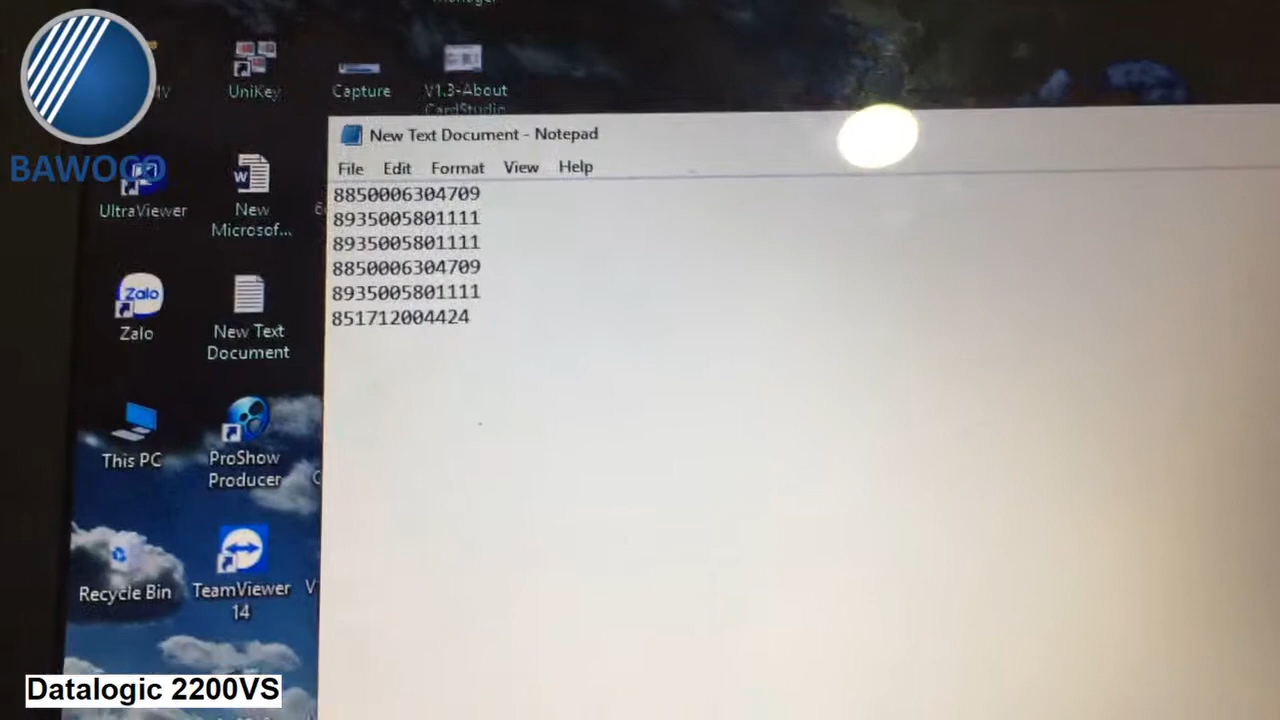 BAWOCO
UniKey
Capture
V1.3-About
CardStudio
UltraViewer
New
Microsof...
Zalo
Zalo
New Text
Document
This PC
ProShow
Producer
Recycle Bin
TeamViewer
14
New Text Document - Notepad
File Edit Format View Help
8850006304709
8935005801111
8935005801111
8850006304709
8935005801111
851712004424
Datalogic 2200VS